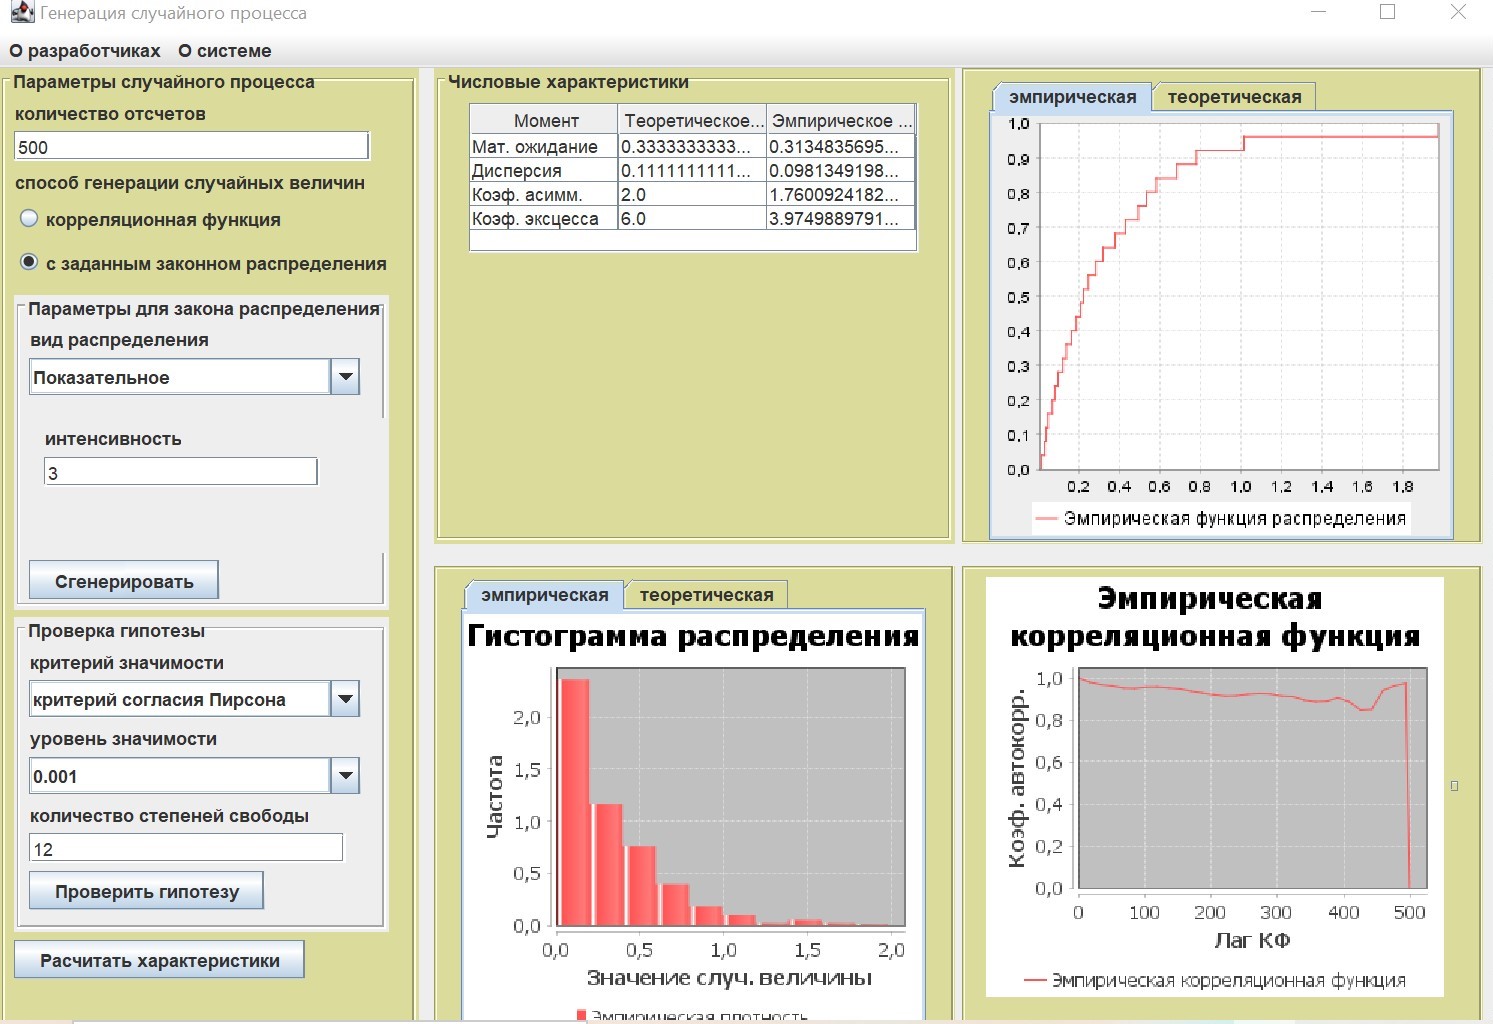 Генерация случайного процесса
О разработчиках О системе
Параметры случайного процесса
количество отсчетов
500
способ генерации случайных величин
корреляционная функция
с заданным законном распределения
Параметры для закона распределения
вид распределения
Показательное
интенсивность
3
Сгенерировать
Проверка гипотезы
критерий значимости
критерий согласия Пирсона
уровень значимости
0.001
количество степеней свободы
12
Проверить гипотезу
Расчитать характеристики
Числовые характеристики
Момент Теоретическое... Эмпирическое ...
Мат. ожидание 0.3333333333... 0.3134835695...
Дисперсия 0.1111111111... 0.0981349198...
Коэф. асимм. 2.0 1.7600924182...
Коэф. эксцесса 6.0 3.9749889791...
эмпирическая теоретическая
1,0
0,9
0,8
0,7
0,6
0,5
0,4
0,3
0,2
0,1
0,0
0,2 0,4 0,6 0,8 1,0 1,2 1,4 1,6 1,8
Эмпирическая функция распределения
эмпирическая теоретическая
Гистограмма распределения
Частота
2,0
1,5
1,0
0,5
0,0
0,0 0,5 1,0 1,5 2,0
Значение случ. величины
Эмпирическая плотность
Эмпирическая
корреляционная функция
Коэф. автокорр.
1,0
0,8
0,6
0,4
0,2
0,0
0 100 200 300 400 500
Лаг КФ
Эмпирическая корреляционная функция